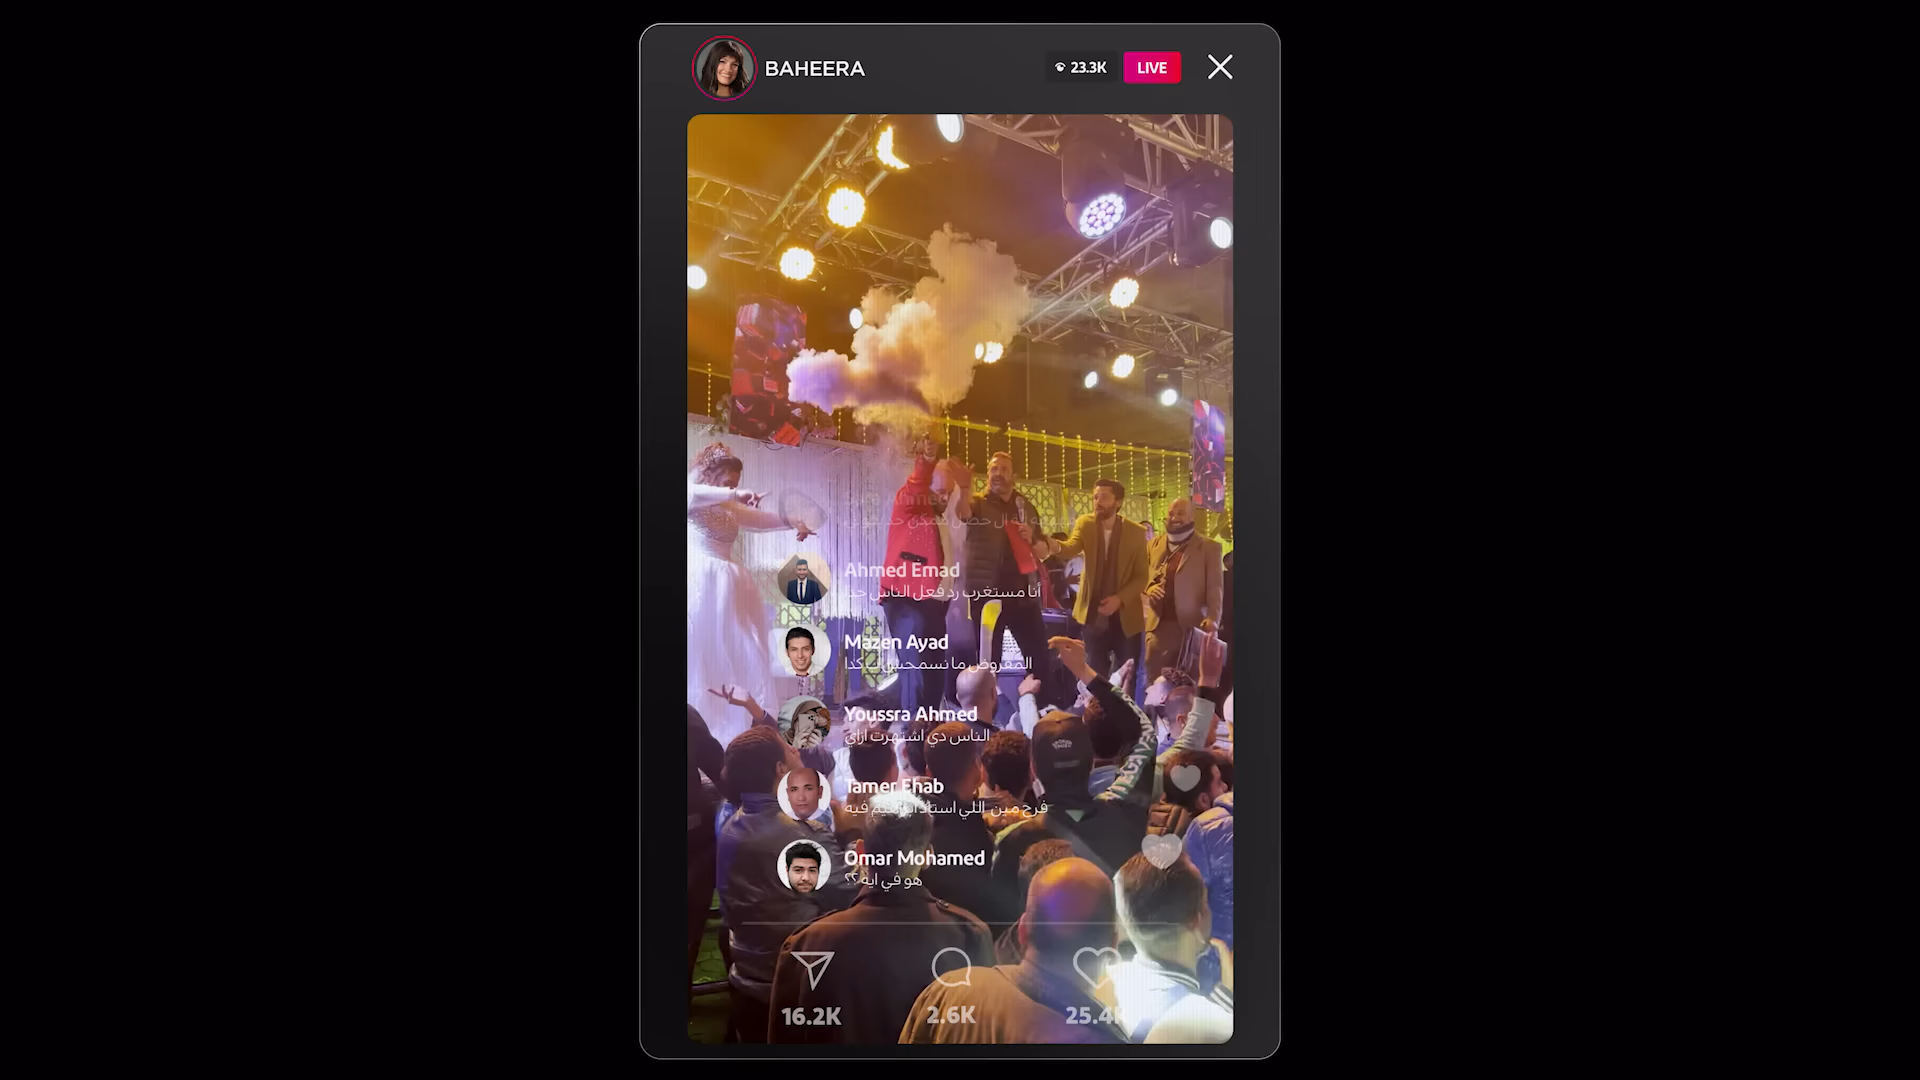 BAHEERA
23.3K
LIVE
Ahmed
Ahmed Emad
أنا مستغرب رد فعل الناس جدا
Mazen Ayad
المفروض ما نسمحش ب كدا
Youssra Ahmed
الناس دي اشتهرت ازاي
Tamer Ehab
فرح مين اللي استاذ ابراهيم فيه
Omar Mohamed
هو في ايه ؟؟
16.2K
2.6K
25.4K